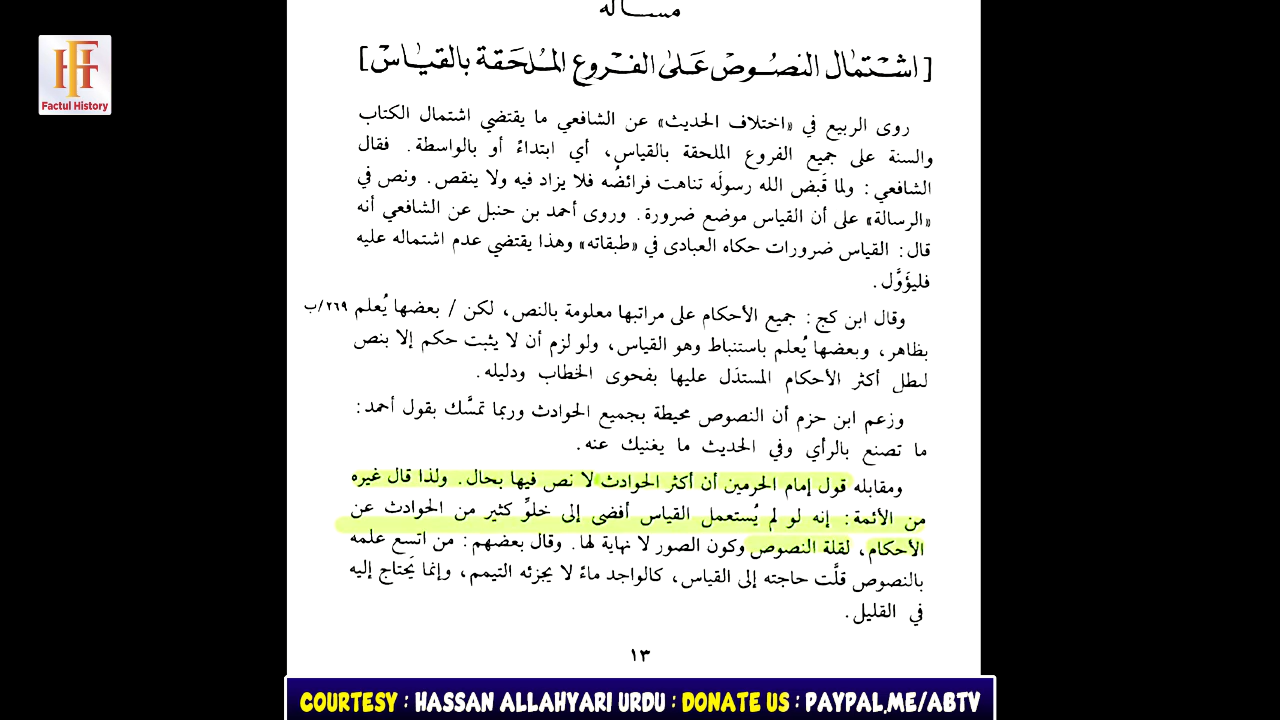 مسألة
[ اشتمال النصوص على الفروع الملحقة بالقياس ]
روى الربيع في «اختلاف الحديث» عن الشافعي ما يقتضي اشتمال الكتاب
والسنة على جميع الفروع الملحقة بالقياس، أي ابتداءً أو بالواسطة. فقال
الشافعي: ولما قَبض الله رسولَه تناهت فرائضُه فلا يزاد فيه ولا ينقص. ونص في
«الرسالة» على أن القياس موضع ضرورة. وروى أحمد بن حنبل عن الشافعي أنه
قال: القياس ضرورات حكاه العبادى في «طبقاته» وهذا يقتضي عدم اشتماله عليه
فليؤَوَّل.
وقال ابن كج: جميع الأحكام على مراتبها معلومة بالنص، لكن / بعضها يُعلم ٢٦٩/ب
بظاهر، وبعضها يُعلم باستنباط وهو القياس، ولو لزم أن لا يثبت حكم إلا بنص
لبطل أكثر الأحكام المستدَل عليها بفحوى الخطاب ودليله.
وزعم ابن حزم أن النصوص محيطة بجميع الحوادث وربما تمسَّك بقول أحمد:
ما تصنع بالرأي وفي الحديث ما يغنيك عنه.
ومقابله قول إمام الحرمين أن أكثر الحوادث لا نص فيها بحال. ولذا قال غيره
من الأئمة: إنه لو لم يُستعمل القياس أفضى إلى خلوِّ كثير من الحوادث عن
الأحكام، لقلة النصوص وكون الصور لا نهاية لها. وقال بعضهم: من اتسع علمه
بالنصوص قلَّت حاجته إلى القياس، كالواجد ماءً لا يجزئه التيمم، وإنما يَحتاج إليه
في القليل.
١٣
Factul History
COURTESY : HASSAN ALLAHYARI URDU : DONATE US : PAYPAL.ME/ABTV